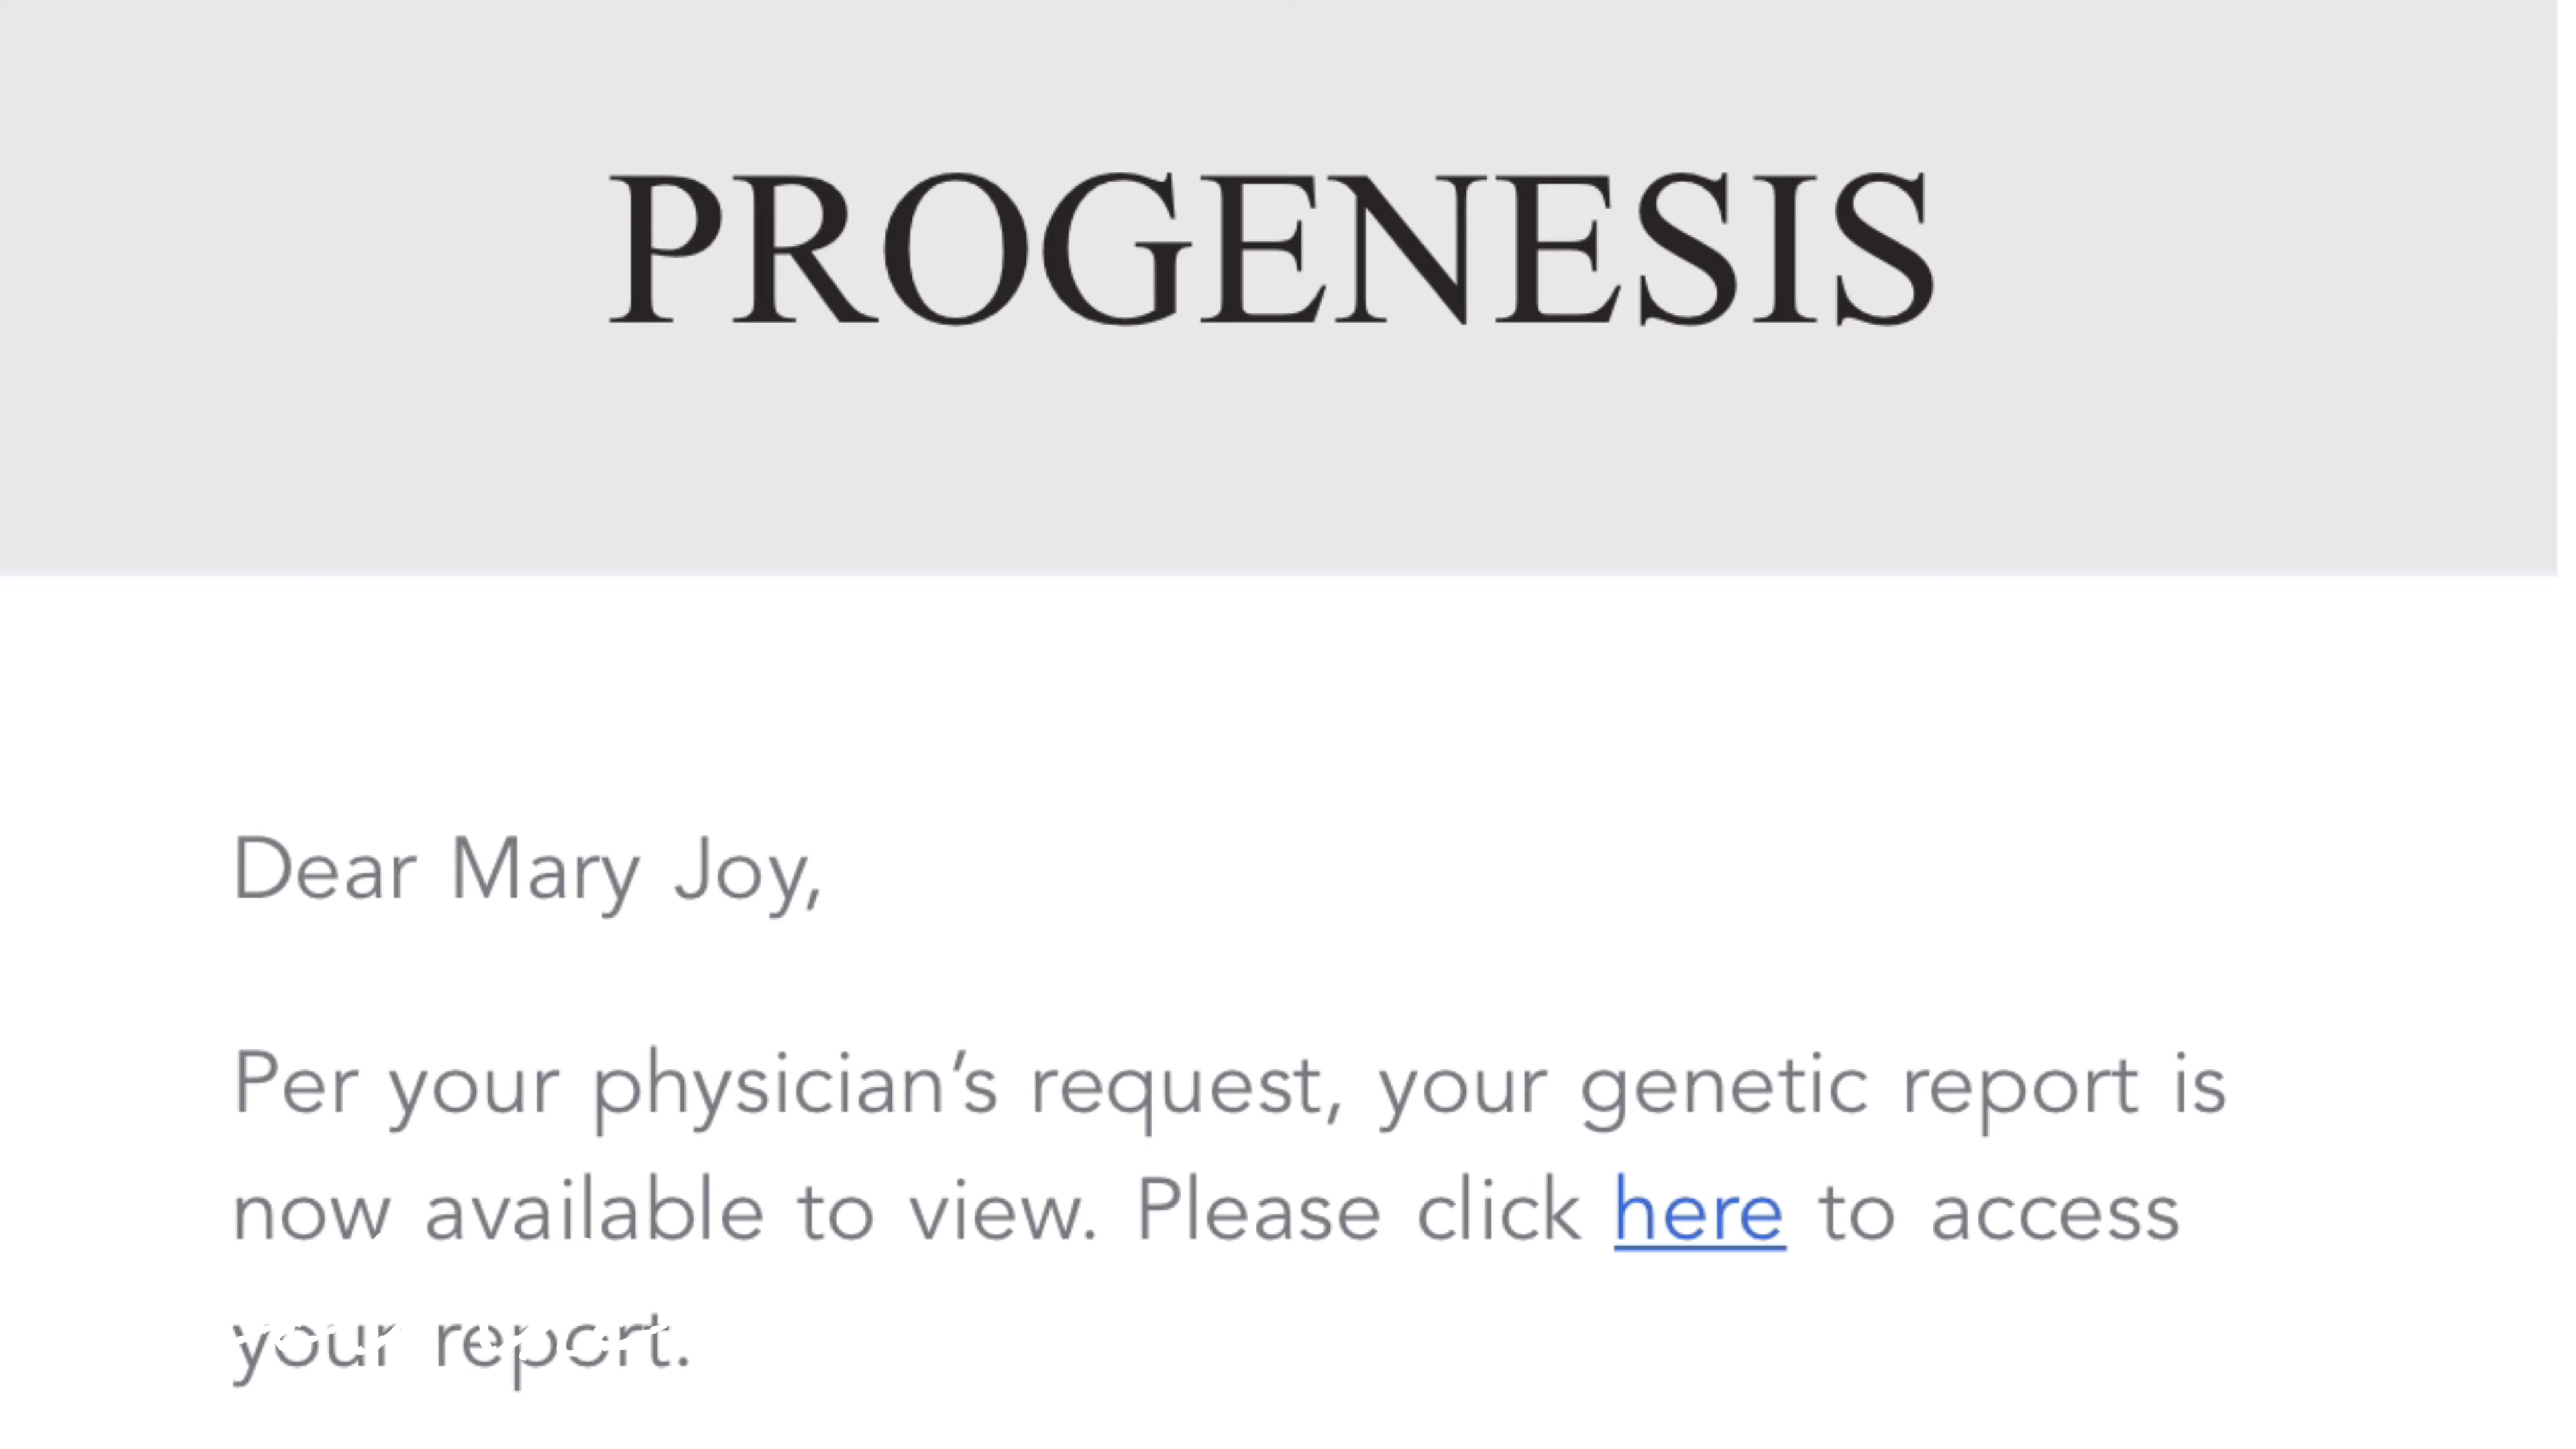 PROGENESIS
Dear Mary Joy,
Per your physician’s request, your genetic report is
now available to view. Please click here to access
your report.